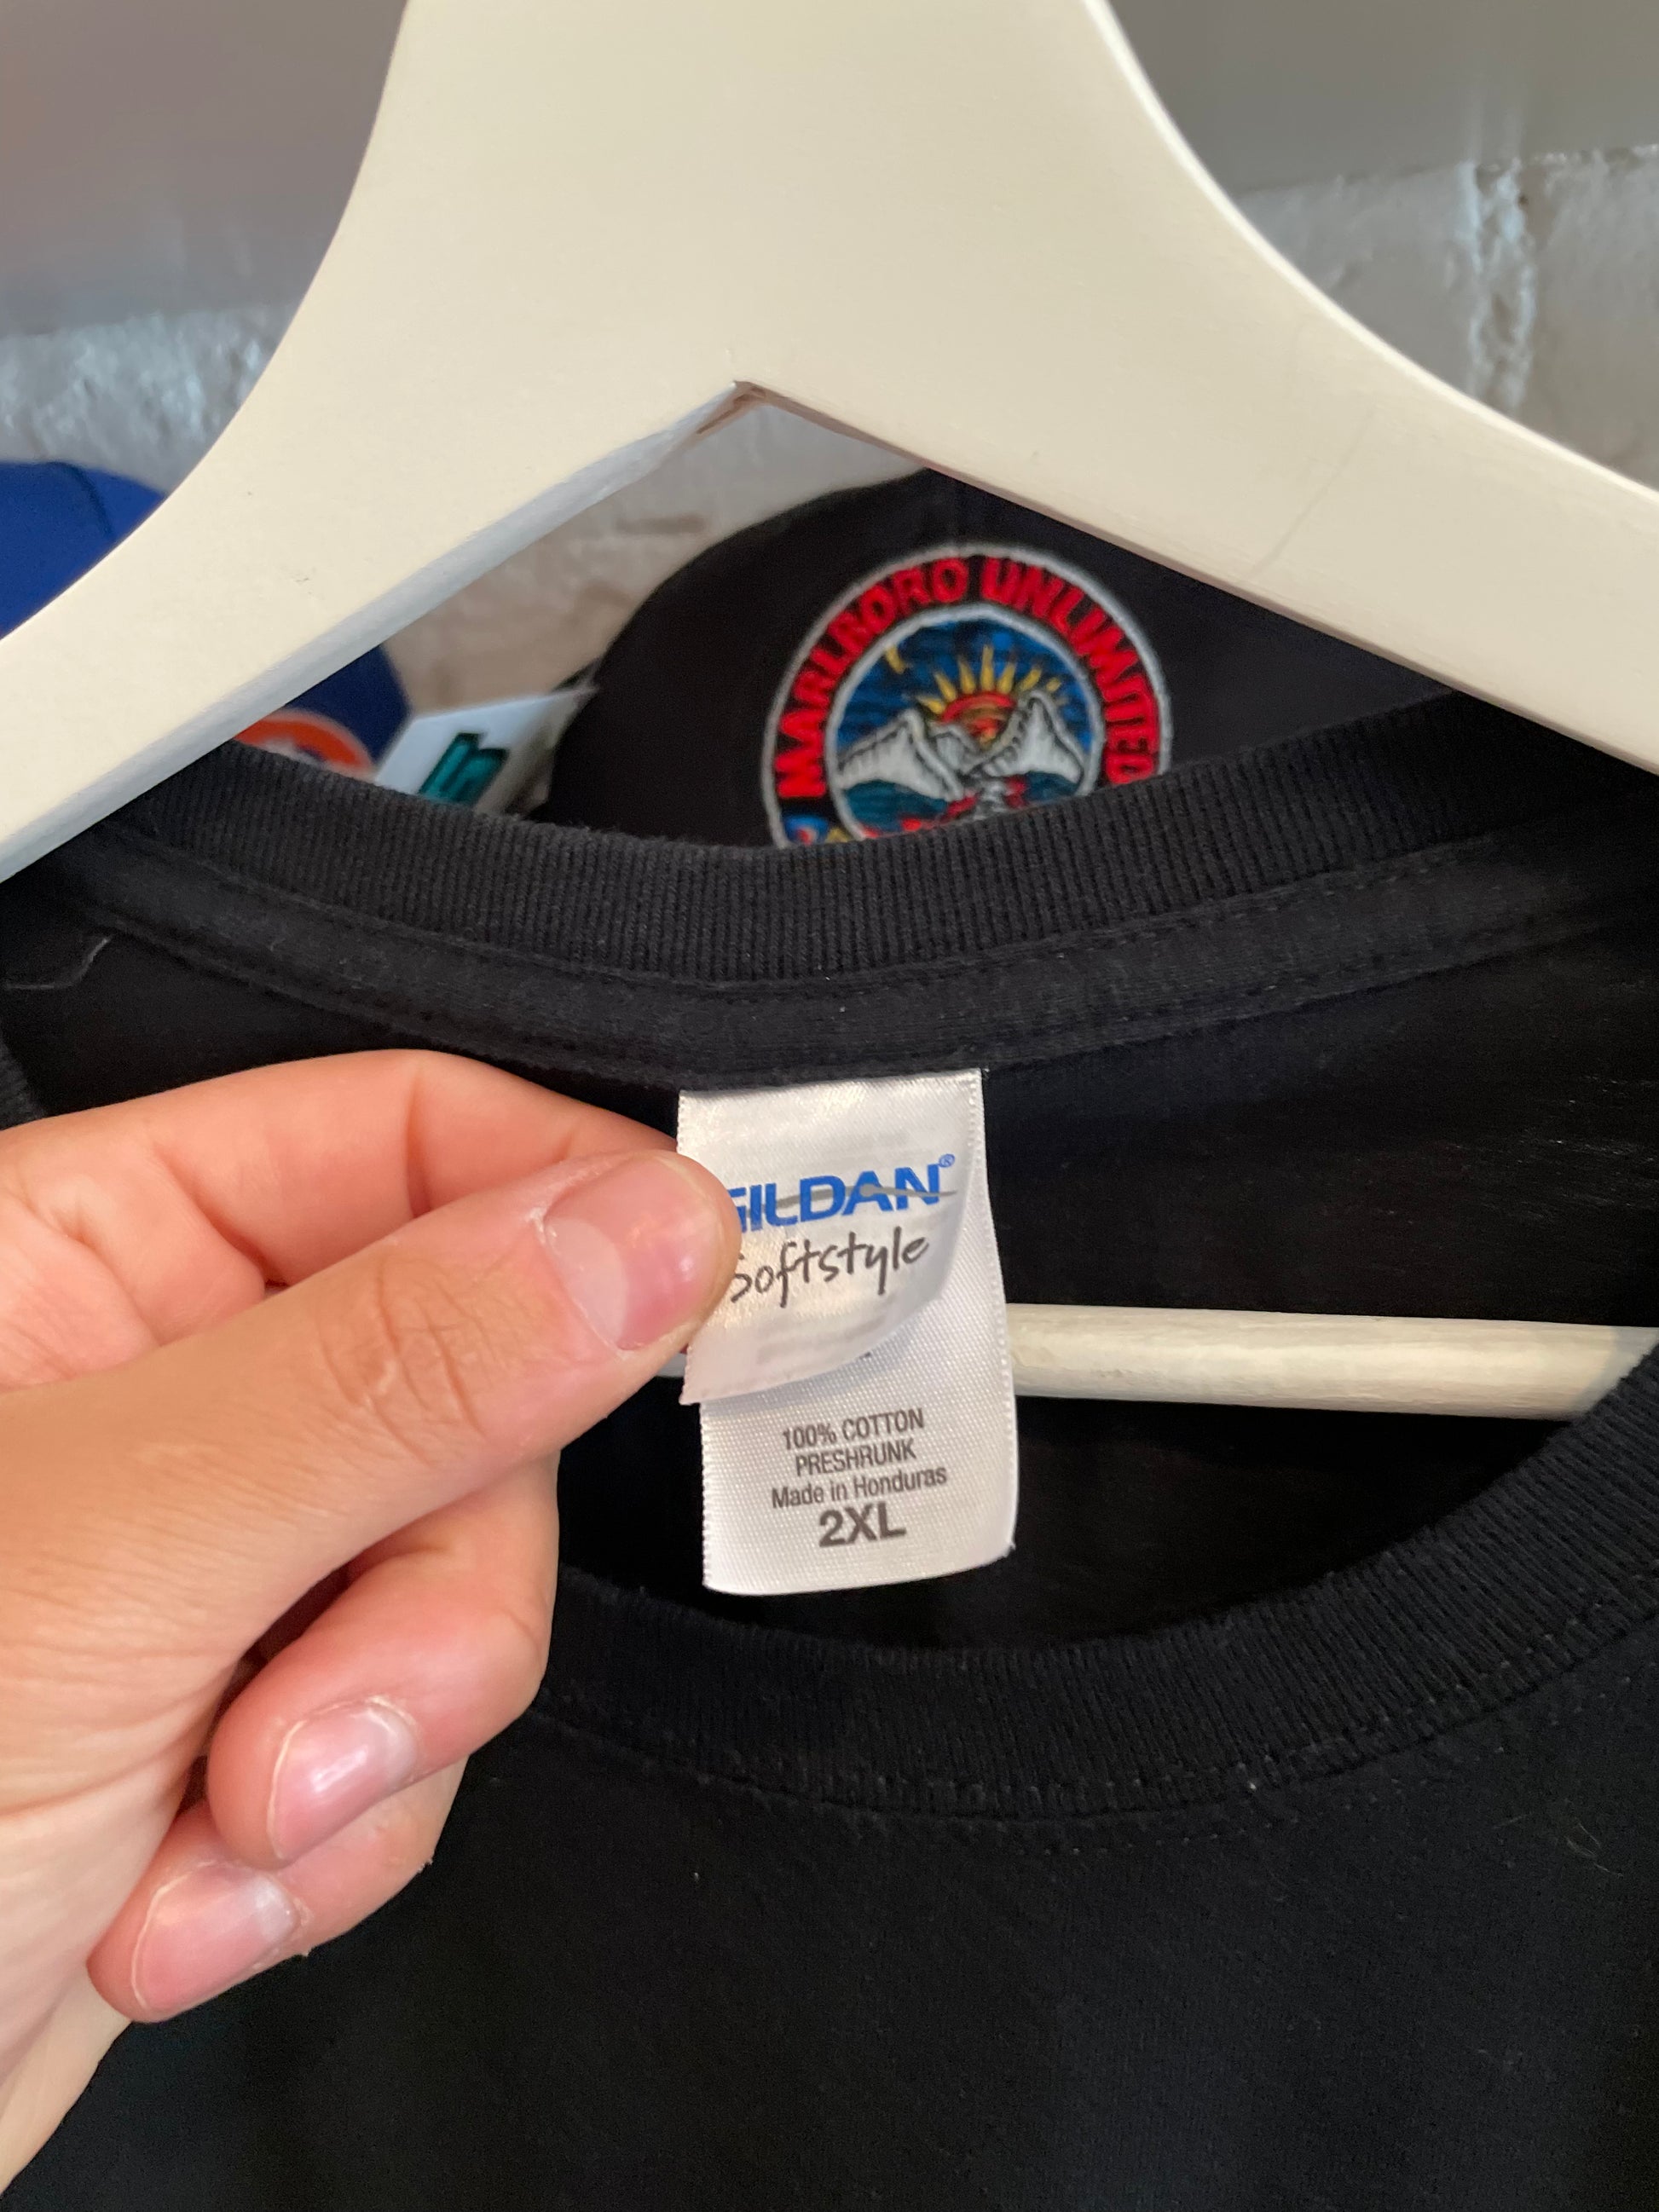 MARLBORO UNLIMITED
GILDAN®
Softstyle
100% COTTON
PRESHRUNK
Made in Honduras
2XL